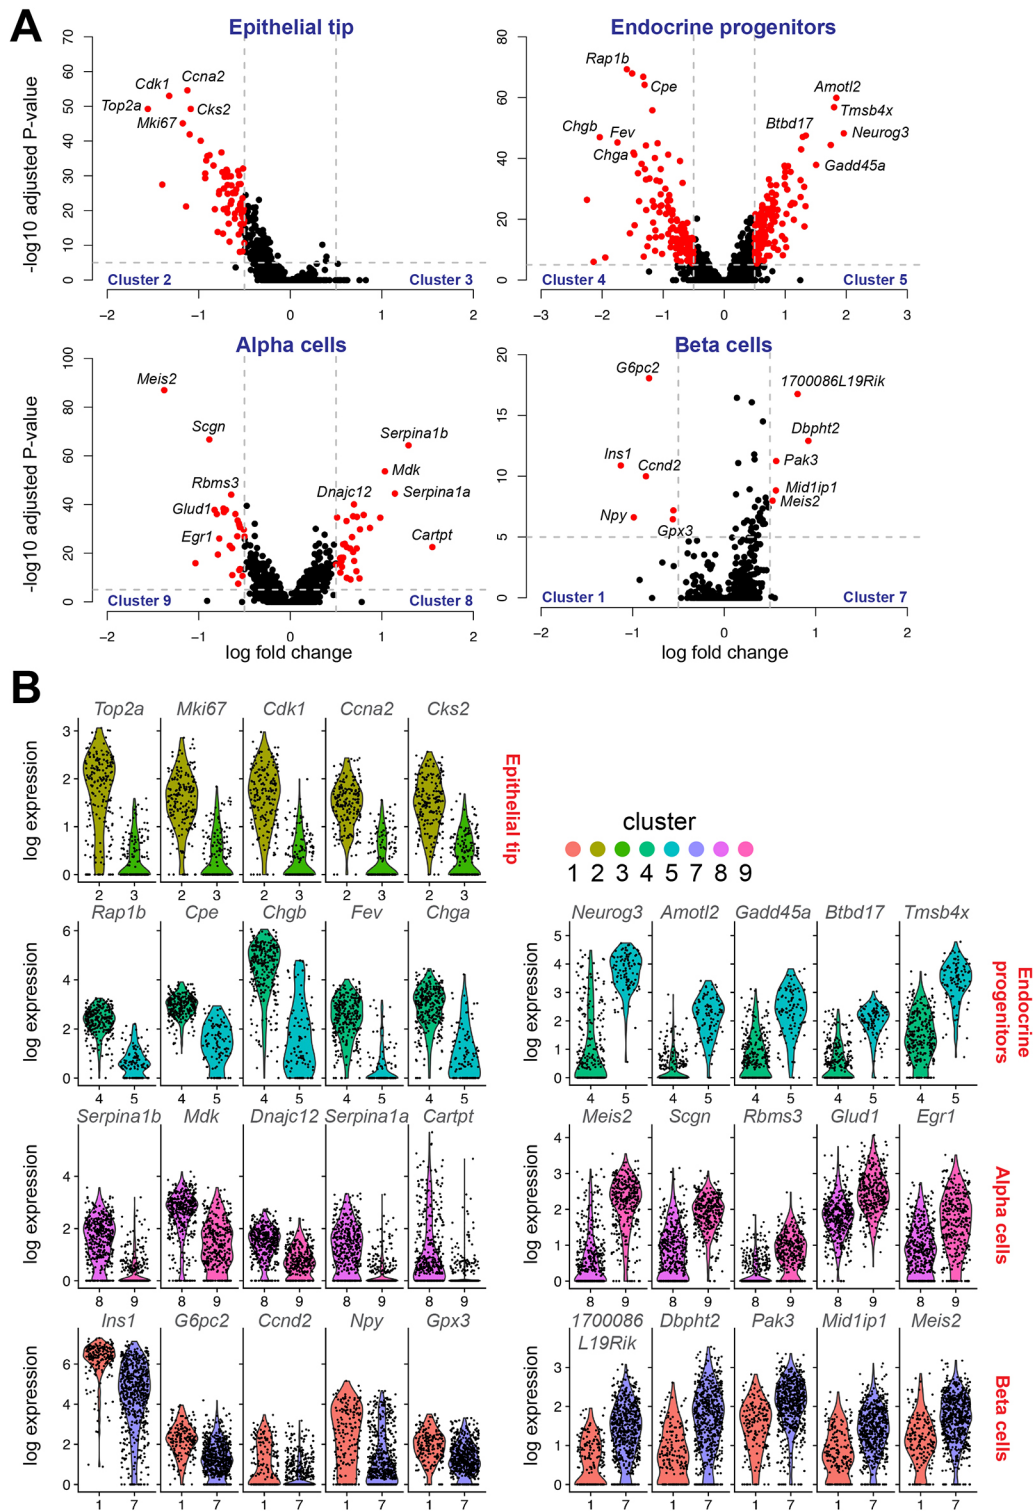 A
Epithelial tip
-log10 adjusted P-value
70
60
50
40
30
20
10
0
Cdk1
Ccna2
Top2a
Cks2
Mki67
Cluster 2
Cluster 3
−2
−1
0
1
2
Endocrine progenitors
80
60
40
20
0
Rap1b
Cpe
Amotl2
Tmsb4x
Chgb
Fev
Btbd17
Neurog3
Chga
Gadd45a
Cluster 4
Cluster 5
−3
−2
−1
0
1
2
3
Alpha cells
-log10 adjusted P-value
100
80
60
40
20
0
Meis2
Scgn
Serpina1b
Rbms3
Mdk
Dnajc12
Serpina1a
Glud1
Egr1
Cartpt
Cluster 9
Cluster 8
−2
−1
0
1
2
log fold change
Beta cells
20
15
10
5
0
G6pc2
1700086L19Rik
Dbpht2
Ins1
Ccnd2
Pak3
Mid1ip1
Meis2
Npy
Gpx3
Cluster 1
Cluster 7
−2
−1
0
1
2
log fold change
B
Top2a Mki67 Cdk1 Ccna2 Cks2
log expression
3
2
1
0
2 3 2 3 2 3 2 3 2 3
Epithelial tip
cluster
1 2 3 4 5 7 8 9
Rap1b Cpe Chgb Fev Chga
log expression
6
4
2
0
4 5 4 5 4 5 4 5 4 5
Neurog3 Amotl2 Gadd45a Btbd17 Tmsb4x
log expression
5
4
3
2
1
0
4 5 4 5 4 5 4 5 4 5
Endocrine
progenitors
Serpina1b Mdk Dnajc12 Serpina1a Cartpt
log expression
4
2
0
8 9 8 9 8 9 8 9 8 9
Meis2 Scgn Rbms3 Glud1 Egr1
log expression
4
3
2
1
0
8 9 8 9 8 9 8 9 8 9
Alpha cells
Ins1 G6pc2 Ccnd2 Npy Gpx3
log expression
6
4
2
0
1 7 1 7 1 7 1 7 1 7
1700086 Dbpht2 Pak3 Mid1ip1 Meis2
L19Rik
log expression
3
2
1
0
1 7 1 7 1 7 1 7 1 7
Beta cells